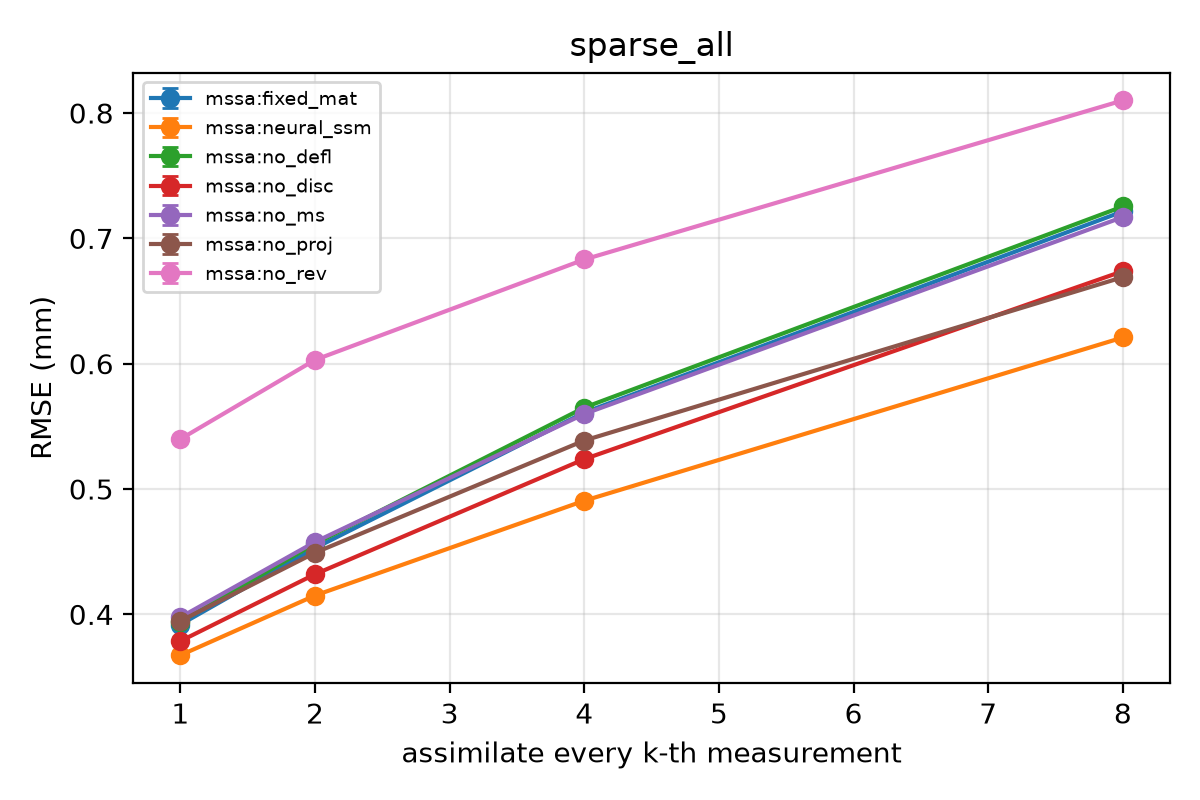 sparse_all
mssa:fixed_mat
mssa:neural_ssm
mssa:no_defl
mssa:no_disc
mssa:no_ms
mssa:no_proj
mssa:no_rev
0.8
0.7
0.6
0.5
0.4
RMSE (mm)
1 2 3 4 5 6 7 8
assimilate every k-th measurement